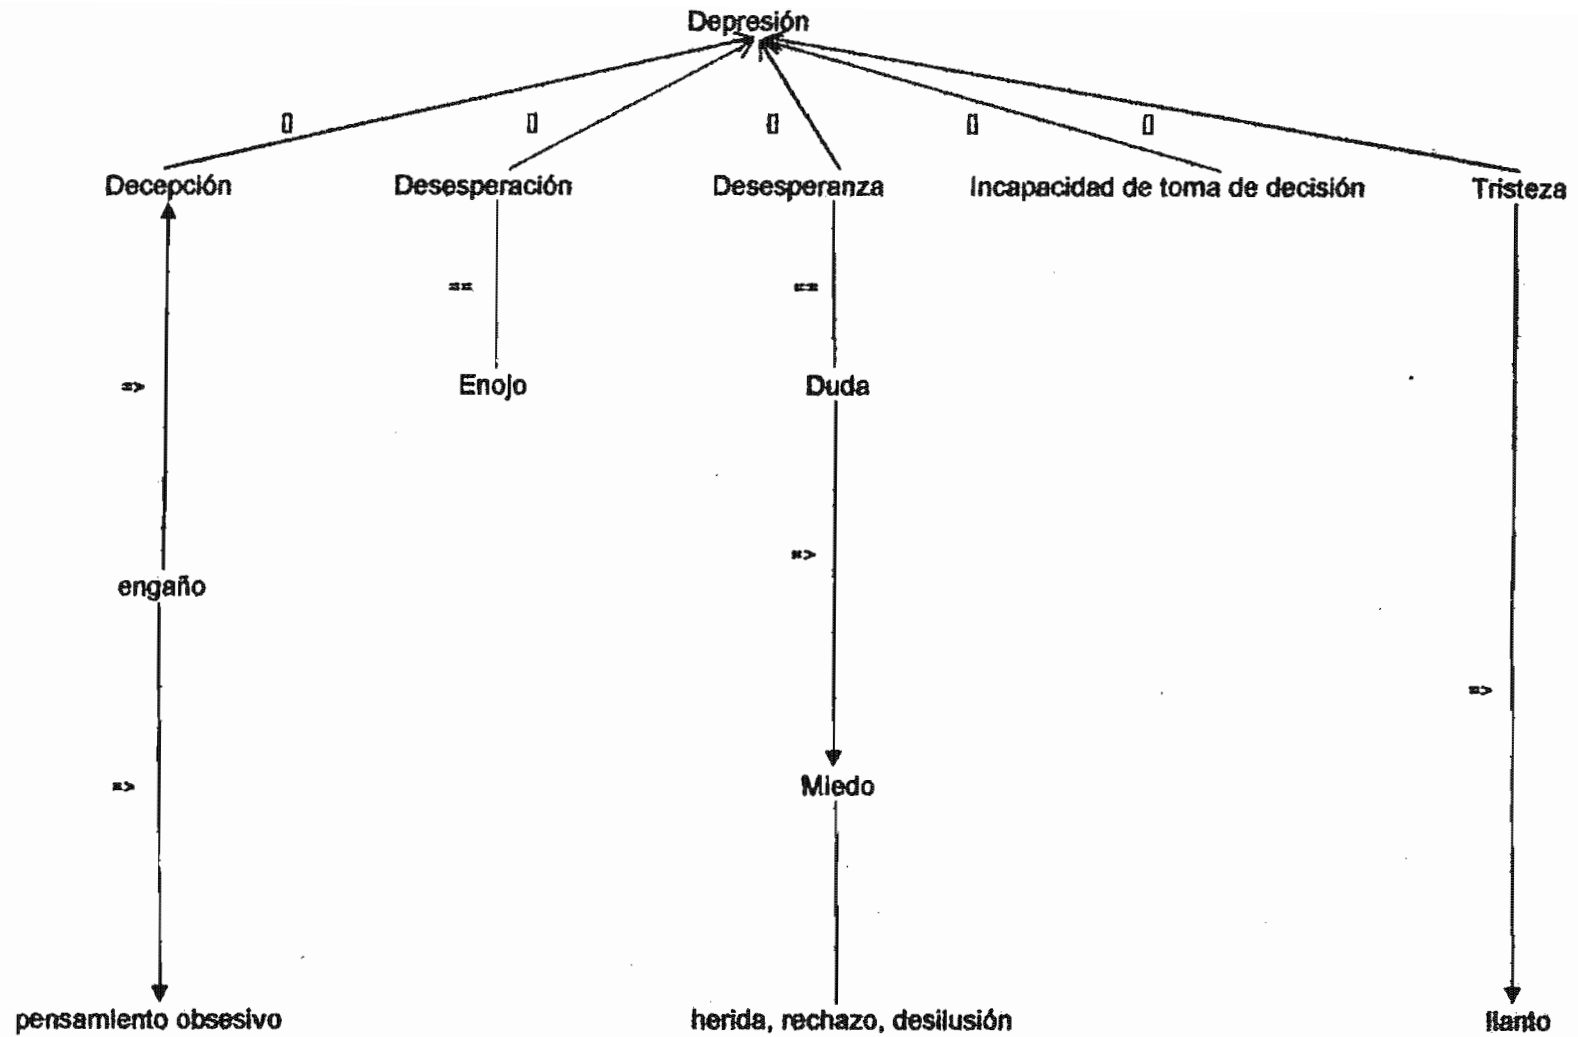 Depresión
[] [] [] [] []
Decepción Desesperación Desesperanza Incapacidad de toma de decisión Tristeza
== ==
=> Enojo Duda
=>
engaño
=>
=> Miedo
pensamiento obsesivo herida, rechazo, desilusión llanto